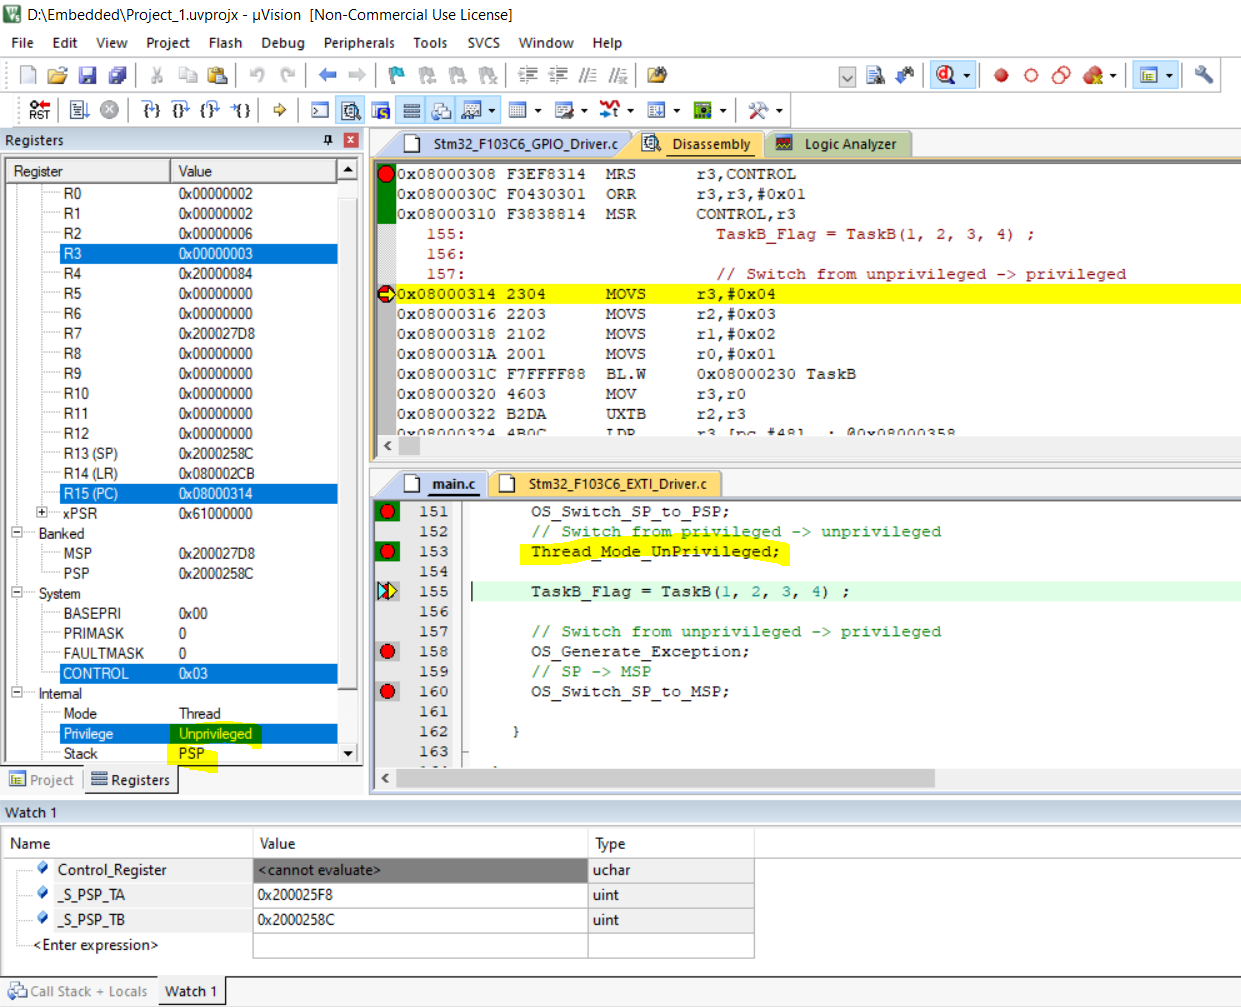 D:\Embedded\Project_1.uvprojx - µVision  [Non-Commercial Use License]
File Edit View Project Flash Debug Peripherals Tools SVCS Window Help
RST
Registers
Register Value
R0 0x00000002
R1 0x00000002
R2 0x00000006
R3 0x00000003
R4 0x20000084
R5 0x00000000
R6 0x00000000
R7 0x200027D8
R8 0x00000000
R9 0x00000000
R10 0x00000000
R11 0x00000000
R12 0x00000000
R13 (SP) 0x2000258C
R14 (LR) 0x080002CB
R15 (PC) 0x08000314
xPSR 0x61000000
Banked
MSP 0x200027D8
PSP 0x2000258C
System
BASEPRI 0x00
PRIMASK 0
FAULTMASK 0
CONTROL 0x03
Internal
Mode Thread
Privilege Unprivileged
Stack PSP
Project Registers
Stm32_F103C6_GPIO_Driver.c Disassembly Logic Analyzer
0x08000308 F3EF8314 MRS r3,CONTROL
0x0800030C F0430301 ORR r3,r3,#0x01
0x08000310 F3838814 MSR CONTROL,r3
155: TaskB_Flag = TaskB(1, 2, 3, 4) ;
156:
157: // Switch from unprivileged -> privileged
0x08000314 2304 MOVS r3,#0x04
0x08000316 2203 MOVS r2,#0x03
0x08000318 2102 MOVS r1,#0x02
0x0800031A 2001 MOVS r0,#0x01
0x0800031C F7FFFF88 BL.W 0x08000230 TaskB
0x08000320 4603 MOV r3,r0
0x08000322 B2DA UXTB r2,r3
0x08000324 4B0C LDR r3,[pc,#48] ; @0x08000358
main.c Stm32_F103C6_EXTI_Driver.c
151 OS_Switch_SP_to_PSP;
152 // Switch from privileged -> unprivileged
153 Thread_Mode_UnPrivileged;
154
155 TaskB_Flag = TaskB(1, 2, 3, 4) ;
156
157 // Switch from unprivileged -> privileged
158 OS_Generate_Exception;
159 // SP -> MSP
160 OS_Switch_SP_to_MSP;
161
162 }
163
Watch 1
Name Value Type
Control_Register <cannot evaluate> uchar
_S_PSP_TA 0x200025F8 uint
_S_PSP_TB 0x2000258C uint
<Enter expression>
Call Stack + Locals Watch 1